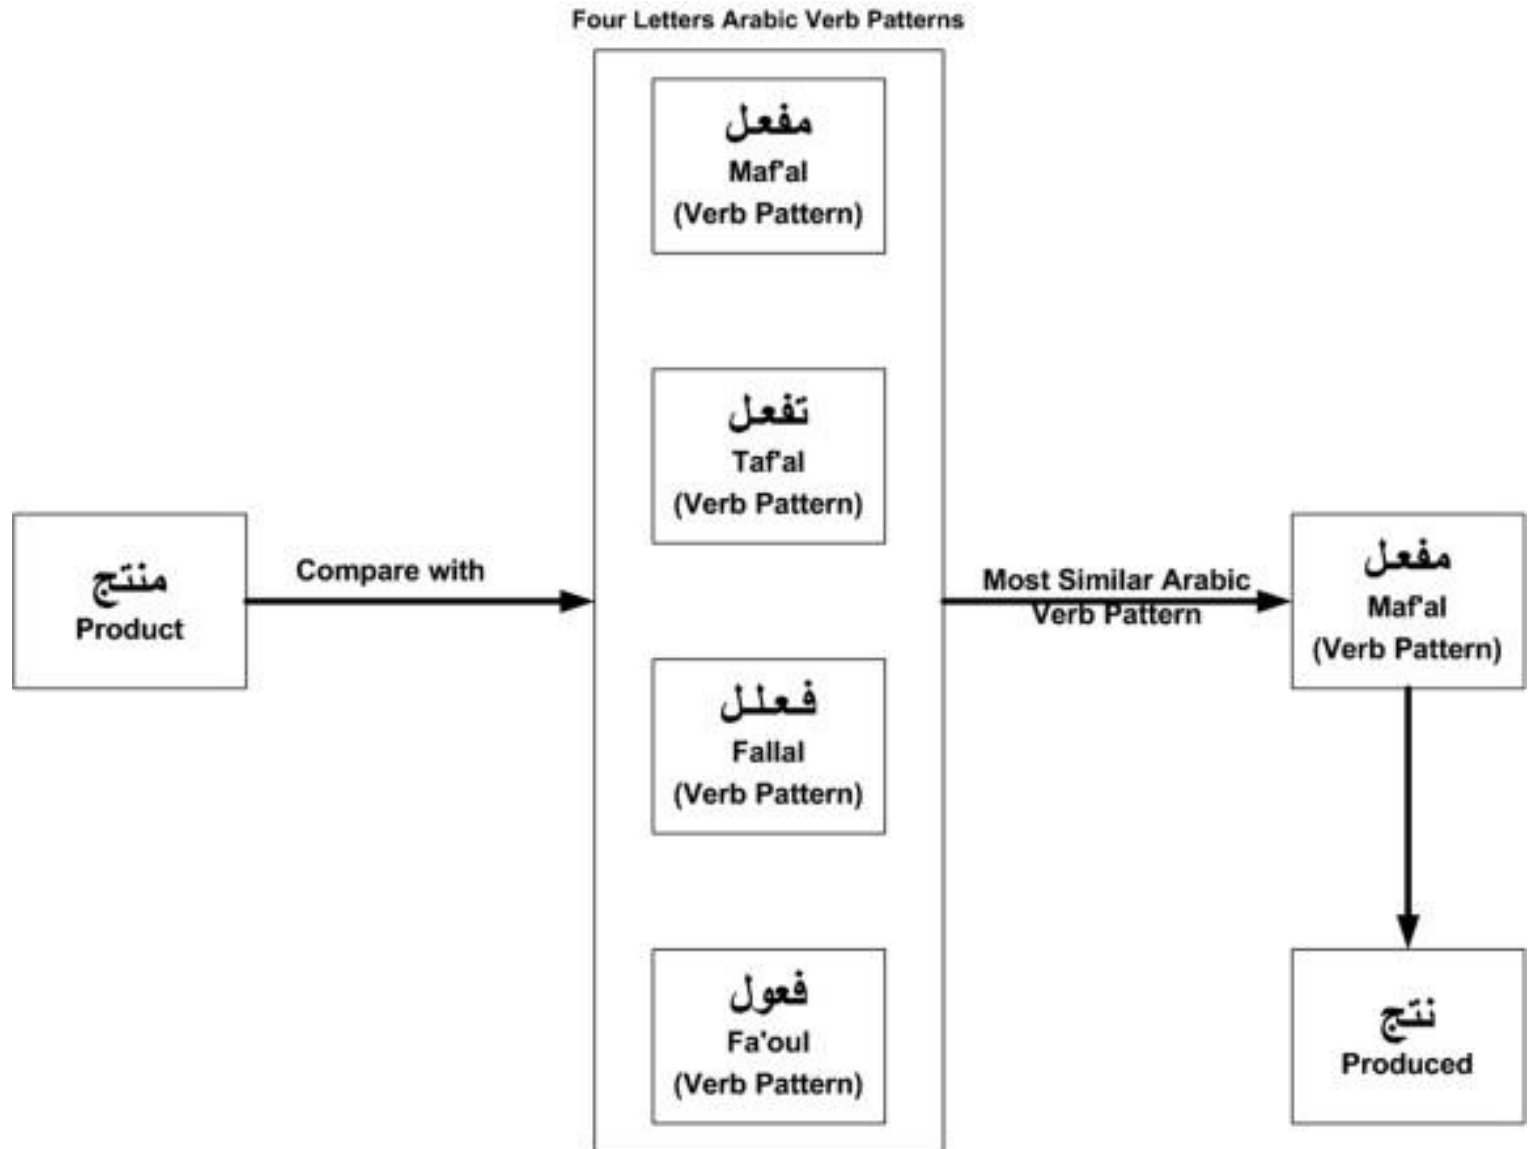 Four Letters Arabic Verb Patterns
مفعل
Maf'al
(Verb Pattern)
تفعل
Taf'al
(Verb Pattern)
منتج
Product
Compare with
فعلل
Fallal
(Verb Pattern)
فعول
Fa'oul
(Verb Pattern)
Most Similar Arabic
Verb Pattern
مفعل
Maf'al
(Verb Pattern)
نتج
Produced